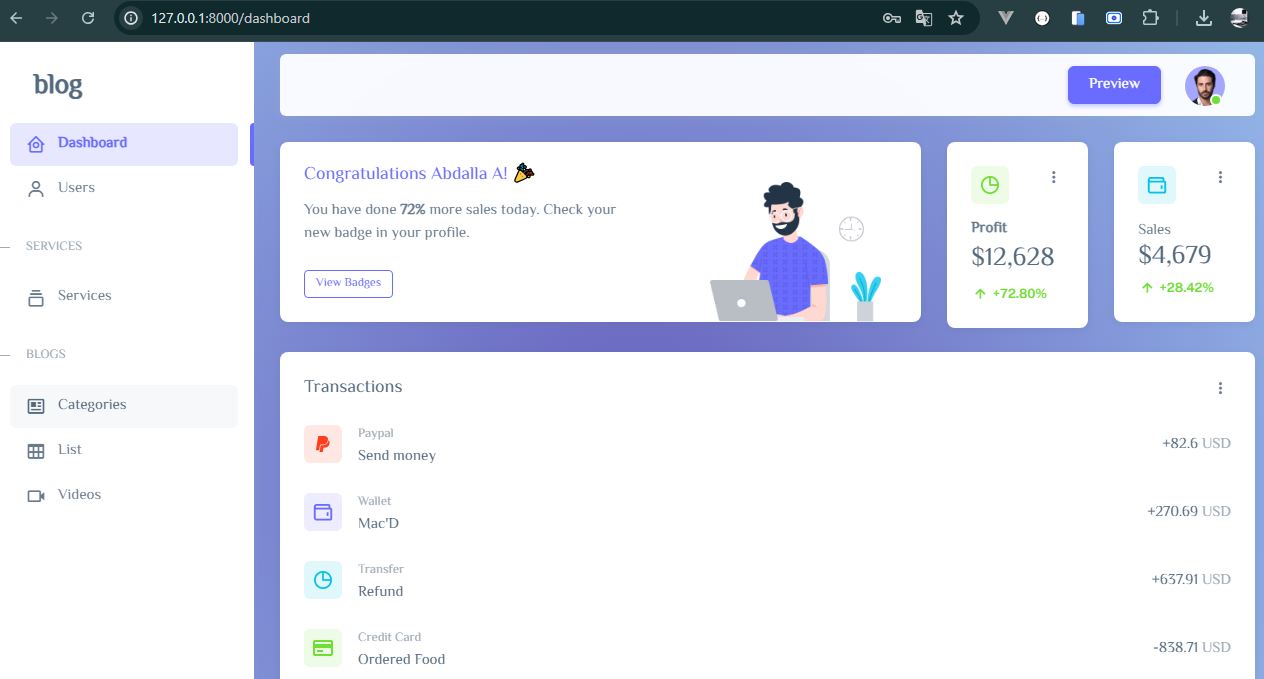 127.0.0.1:8000/dashboard
blog
Dashboard
Users
SERVICES
Services
BLOGS
Categories
List
Videos
Preview
Congratulations Abdalla A! 🎉
You have done 72% more sales today. Check your
new badge in your profile.
View Badges
Profit
$12,628
+72.80%
Sales
$4,679
+28.42%
Transactions
Paypal
Send money
+82.6 USD
Wallet
Mac'D
+270.69 USD
Transfer
Refund
+637.91 USD
Credit Card
Ordered Food
-838.71 USD